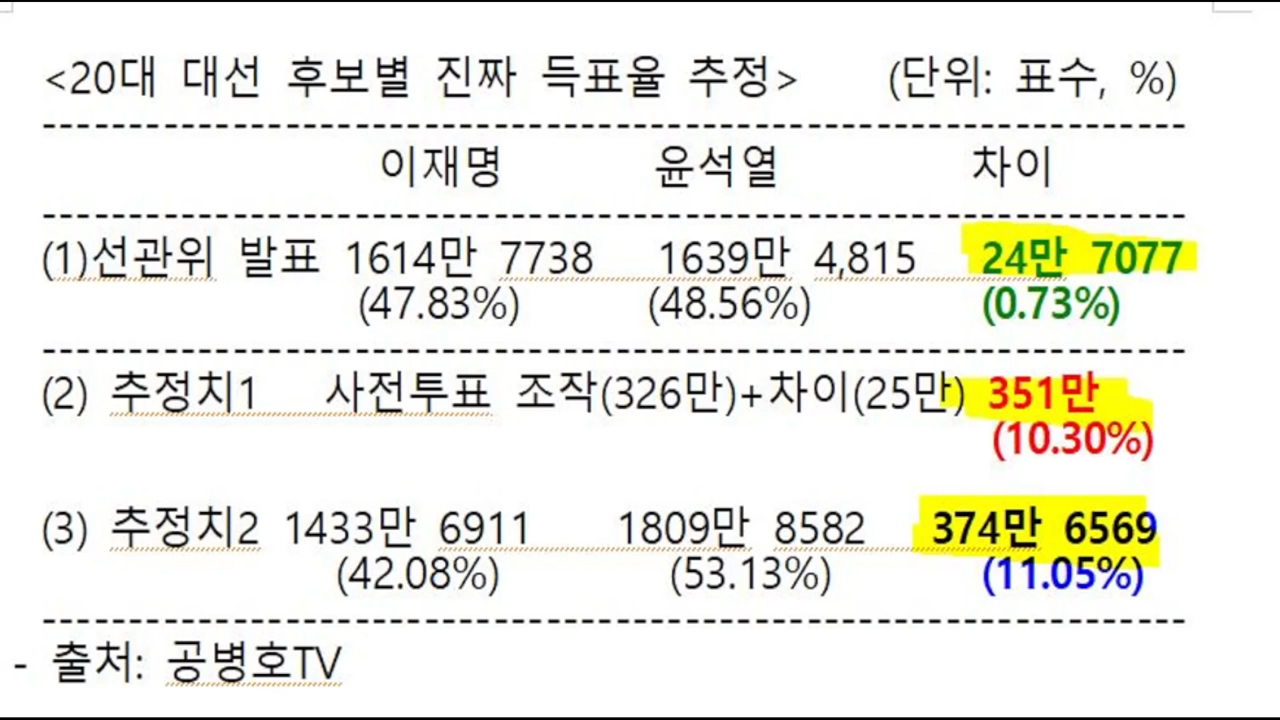 <20대 대선 후보별 진짜 득표율 추정> (단위: 표수, %)
이재명 윤석열 차이
(1)선관위 발표 1614만 7738 1639만 4,815 24만 7077
(47.83%) (48.56%) (0.73%)
(2) 추정치1 사전투표 조작(326만)+차이(25만) 351만
(10.30%)
(3) 추정치2 1433만 6911 1809만 8582 374만 6569
(42.08%) (53.13%) (11.05%)
- 출처: 공병호TV